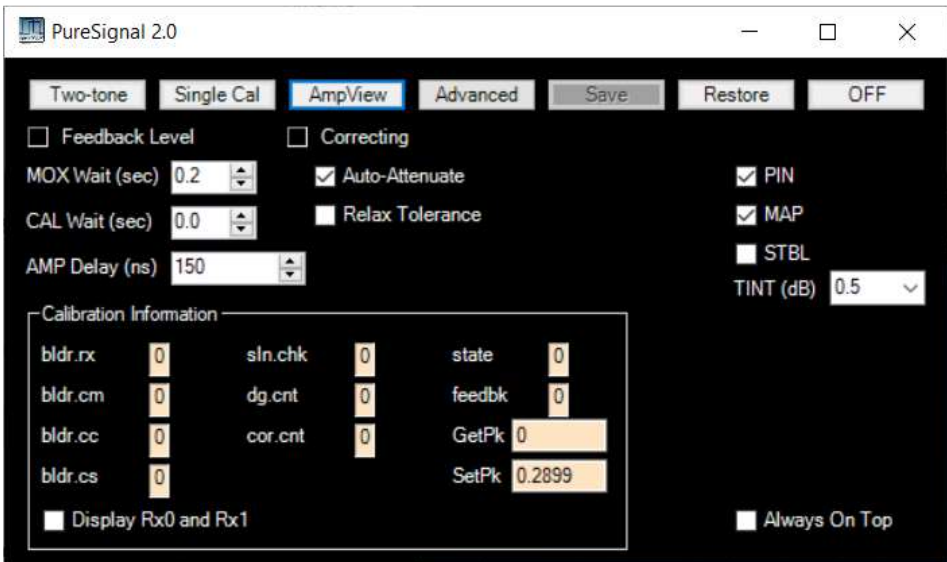 PureSignal 2.0
Two-tone Single Cal AmpView Advanced Save Restore OFF
Feedback Level Correcting
MOX Wait (sec) 0.2 Auto-Attenuate PIN
CAL Wait (sec) 0.0 Relax Tolerance MAP
STBL
AMP Delay (ns) 150 TINT (dB) 0.5
Calibration Information
bldr.rx 0 sln.chk 0 state 0
bldr.cm 0 dg.cnt 0 feedbk 0
bldr.cc 0 cor.cnt 0 GetPk 0
bldr.cs 0 SetPk 0.2899
Display Rx0 and Rx1 Always On Top